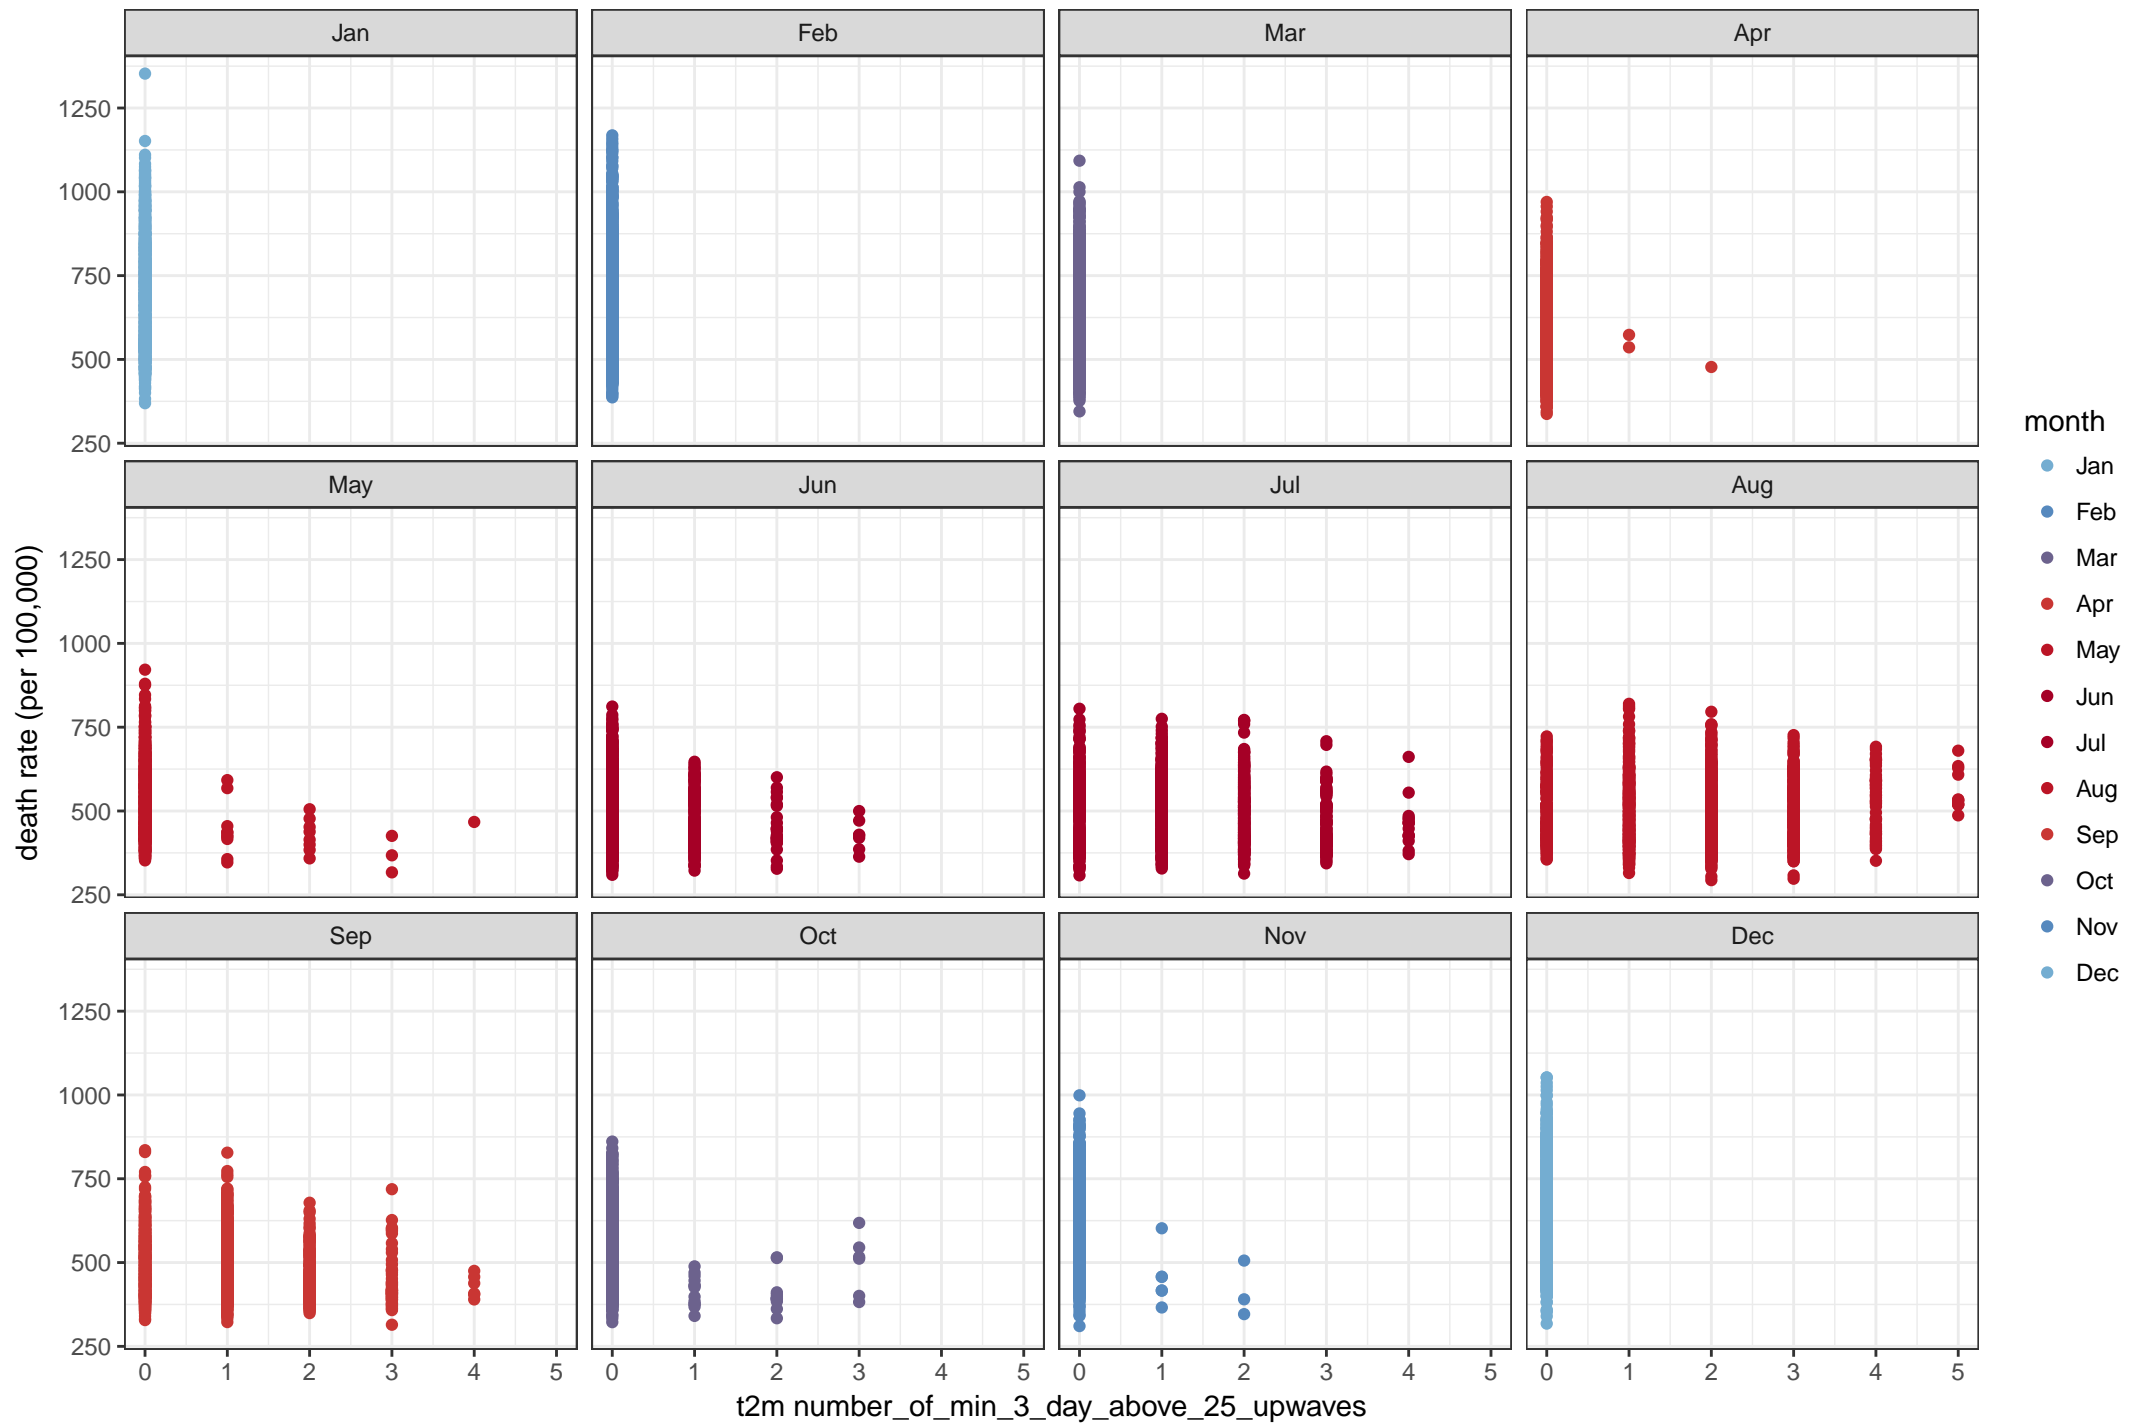 Jan Feb Mar Apr
1250
1000
750
500
250
May Jun Jul Aug
1250
1000
750
500
250
Sep Oct Nov Dec
1250
1000
750
500
250
0 1 2 3 4 5 0 1 2 3 4 5 0 1 2 3 4 5 0 1 2 3 4 5
t2m number_of_min_3_day_above_25_upwaves
death rate (per 100,000)
month
Jan
Feb
Mar
Apr
May
Jun
Jul
Aug
Sep
Oct
Nov
Dec